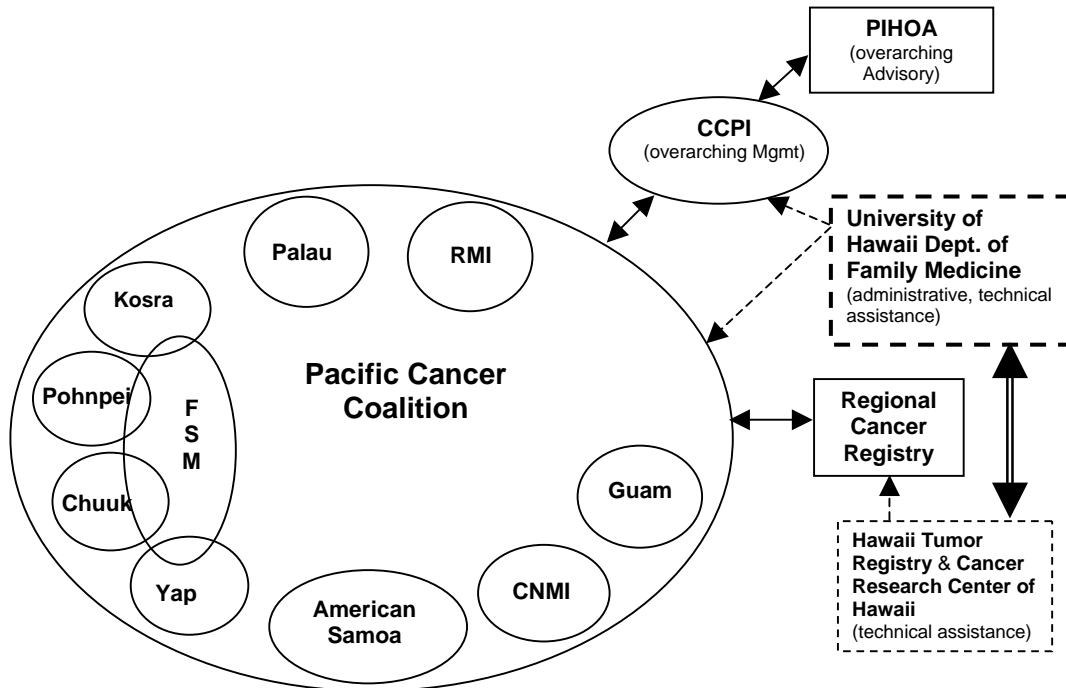 PIHOA
(overarching
Advisory)
CCPI
(overarching Mgmt)
University of
Hawaii Dept. of
Family Medicine
(administrative, technical
assistance)
Palau
RMI
Kosra
Pohnpei
F
S
M
Chuuk
Yap
Pacific Cancer
Coalition
Regional
Cancer
Registry
Guam
CNMI
American
Samoa
Hawaii Tumor
Registry & Cancer
Research Center of
Hawaii
(technical assistance)